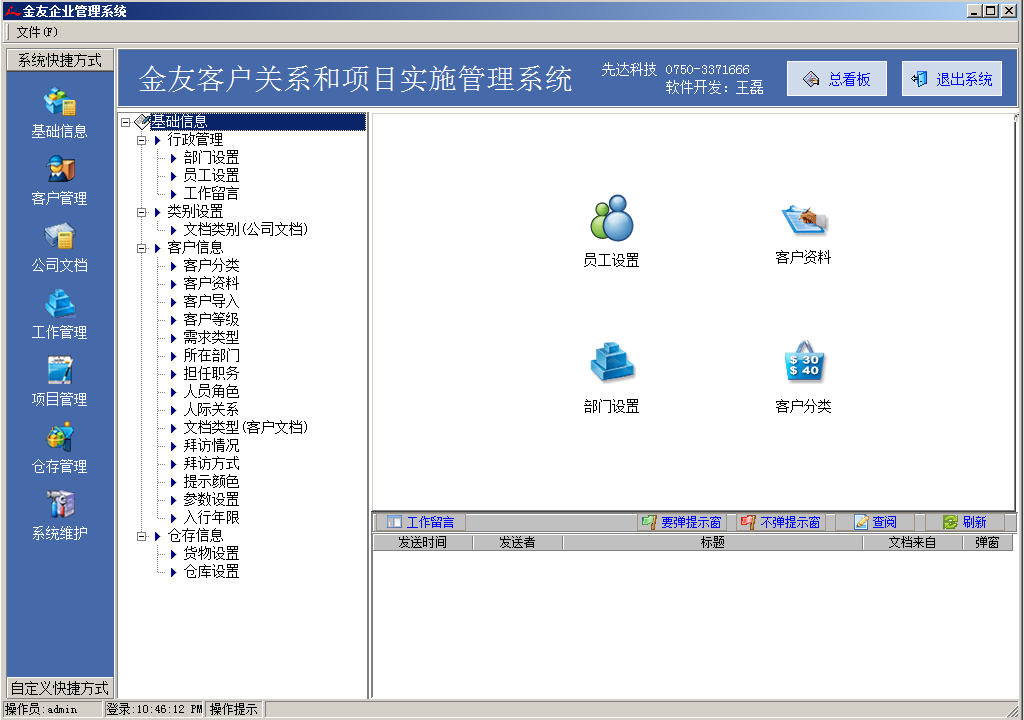 金友企业管理系统
文件(F)
系统快捷方式
基础信息
客户管理
公司文档
工作管理
项目管理
仓存管理
系统维护
自定义快捷方式
金友客户关系和项目实施管理系统
先达科技 0750-3371666
软件开发: 王磊
总看板
退出系统
基础信息
行政管理
部门设置
员工设置
工作留言
类别设置
文档类别(公司文档)
客户信息
客户分类
客户资料
客户导入
客户等级
需求类型
所在部门
担任职务
人员角色
人际关系
文档类型(客户文档)
拜访情况
拜访方式
提示颜色
参数设置
入行年限
仓存信息
货物设置
仓库设置
员工设置
客户资料
部门设置
$ 30
$ 40
客户分类
工作留言 要弹提示窗 不弹提示窗 查阅 刷新
发送时间 发送者 标题 文档来自 弹窗
操作员:admin 登录:10:46:12 PM 操作提示